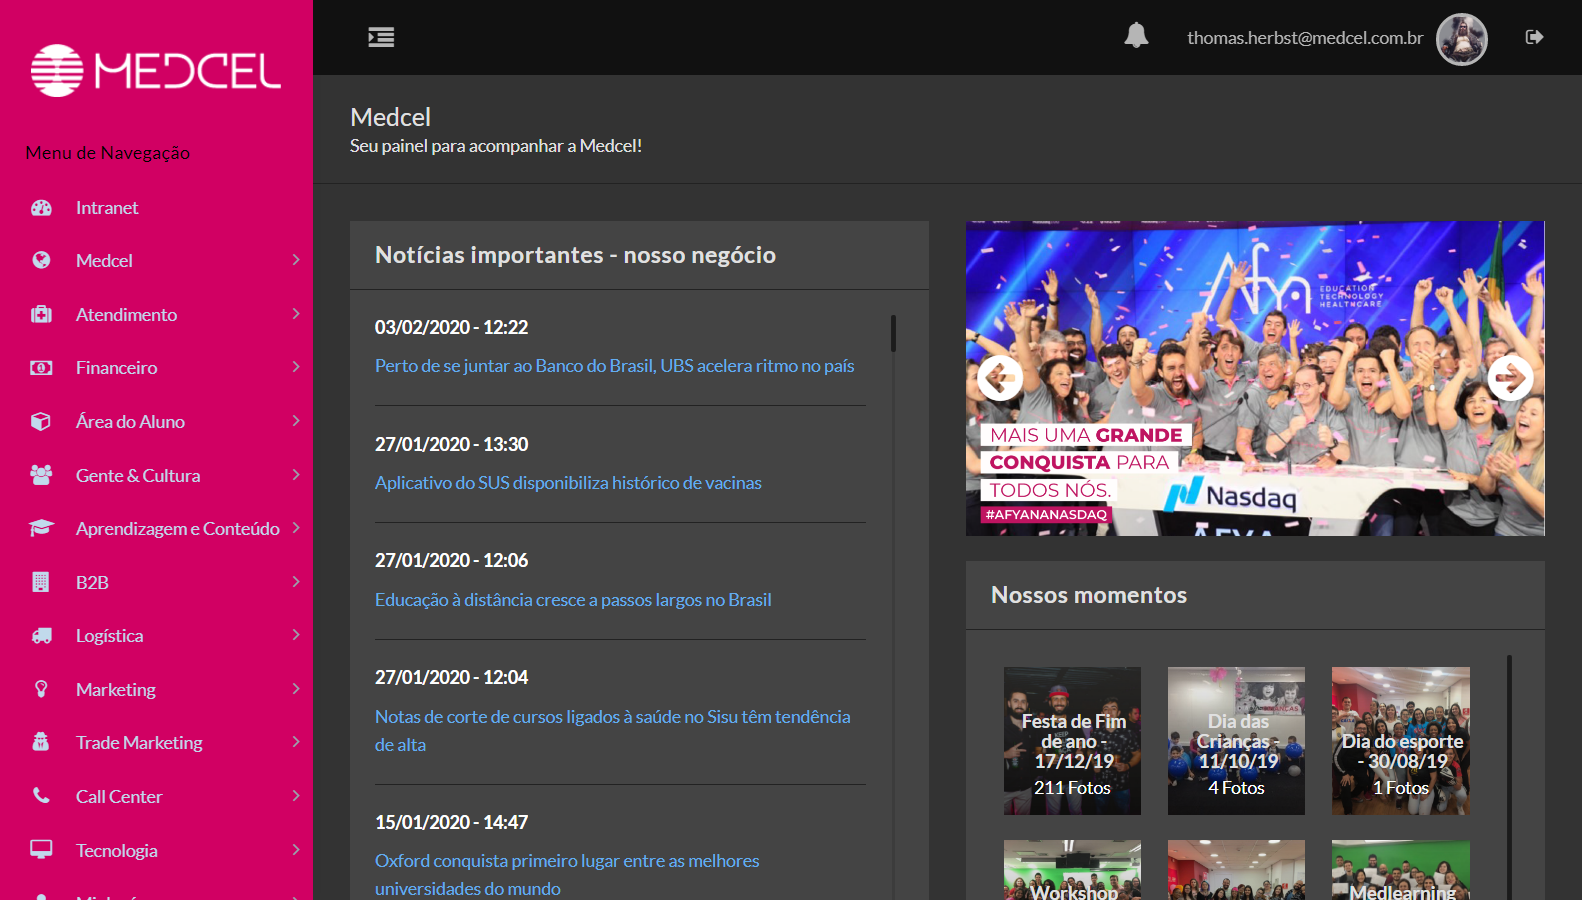 MEDCEL
thomas.herbst@medcel.com.br
Menu de Navegação
Intranet
Medcel
Atendimento
Financeiro
Área do Aluno
Gente & Cultura
Aprendizagem e Conteúdo
B2B
Logística
Marketing
Trade Marketing
Call Center
Tecnologia
Medcel
Seu painel para acompanhar a Medcel!
Notícias importantes - nosso negócio
03/02/2020 - 12:22
Perto de se juntar ao Banco do Brasil, UBS acelera ritmo no país
27/01/2020 - 13:30
Aplicativo do SUS disponibiliza histórico de vacinas
27/01/2020 - 12:06
Educação à distância cresce a passos largos no Brasil
27/01/2020 - 12:04
Notas de corte de cursos ligados à saúde no Sisu têm tendência
de alta
15/01/2020 - 14:47
Oxford conquista primeiro lugar entre as melhores
universidades do mundo
Afya
EDUCATION
TECHNOLOGY
HEALTHCARE
MAIS UMA GRANDE
CONQUISTA PARA
TODOS NÓS.
#AFYANANASDAQ
Nasdaq
AFYA
Nossos momentos
Festa de Fim
de ano -
17/12/19
211 Fotos
Dia das
Crianças -
11/10/19
4 Fotos
Dia do esporte
- 30/08/19
1 Fotos
Workshop
Medlearning